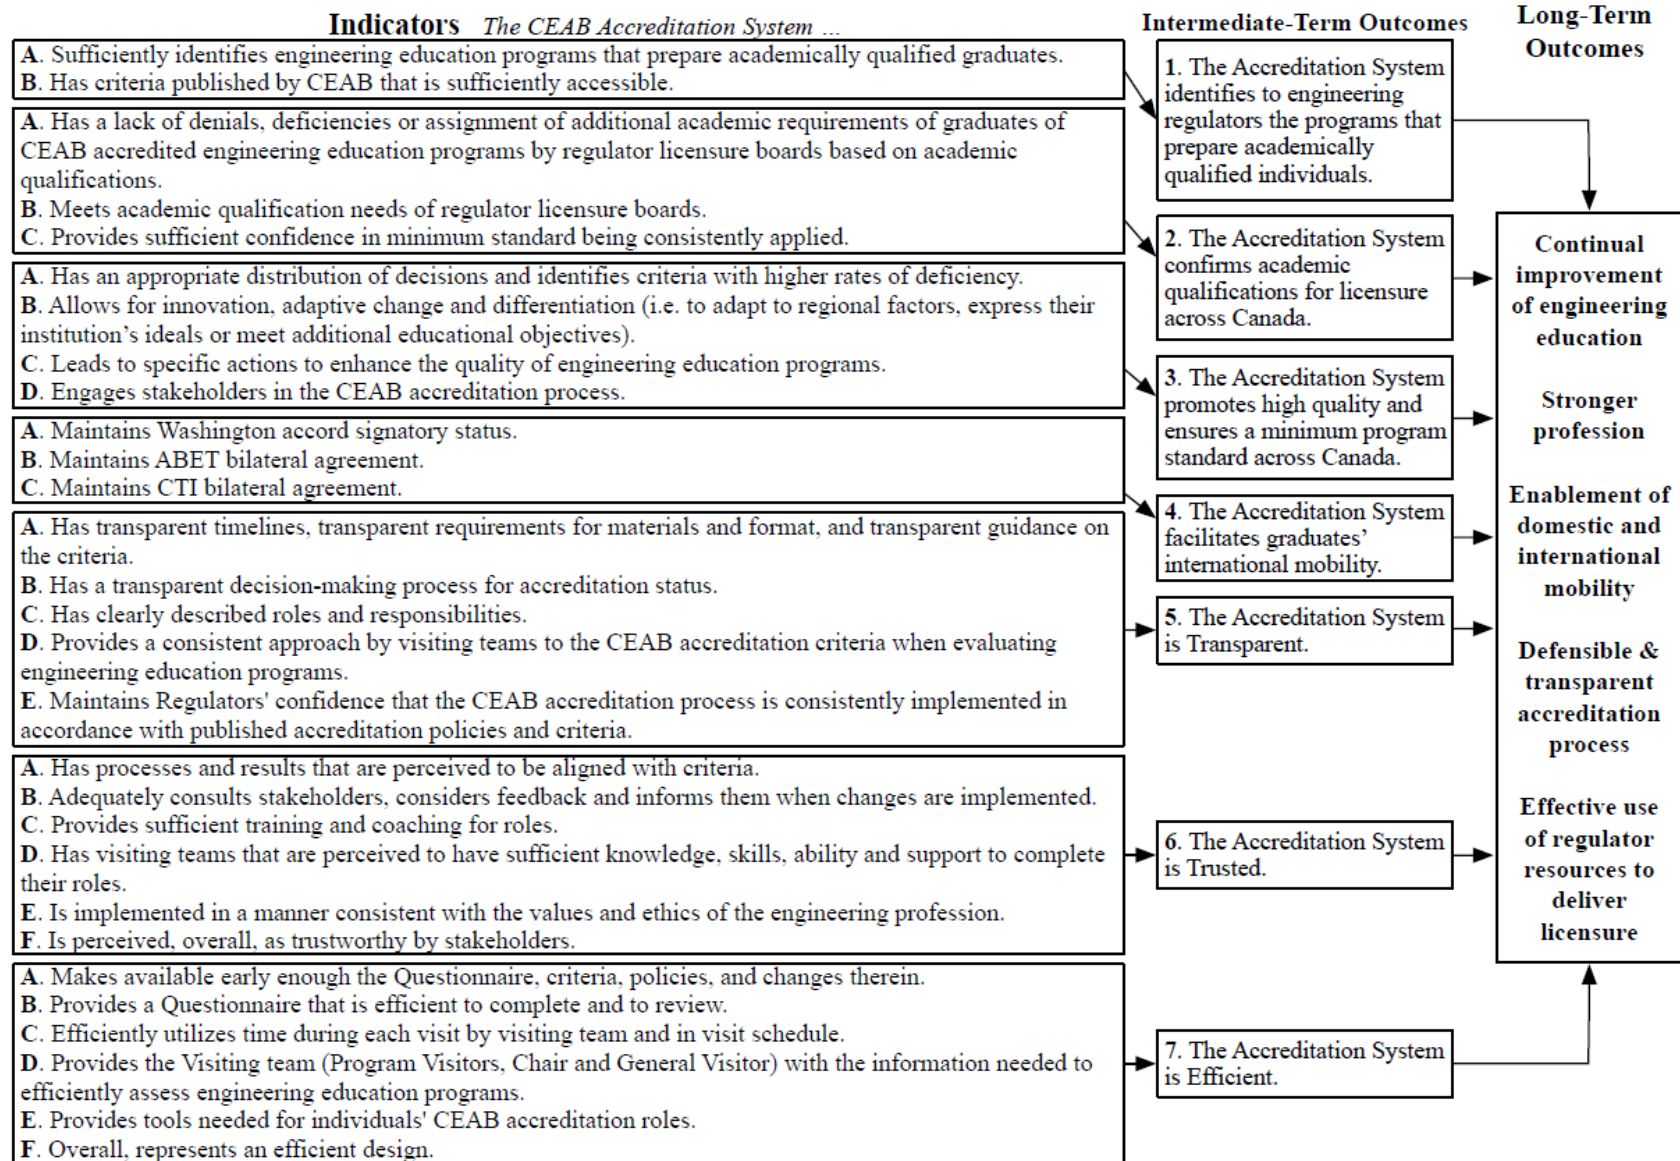 Indicators The CEAB Accreditation System ...
A. Sufficiently identifies engineering education programs that prepare academically qualified graduates.
B. Has criteria published by CEAB that is sufficiently accessible.
A. Has a lack of denials, deficiencies or assignment of additional academic requirements of graduates of
CEAB accredited engineering education programs by regulator licensure boards based on academic
qualifications.
B. Meets academic qualification needs of regulator licensure boards.
C. Provides sufficient confidence in minimum standard being consistently applied.
A. Has an appropriate distribution of decisions and identifies criteria with higher rates of deficiency.
B. Allows for innovation, adaptive change and differentiation (i.e. to adapt to regional factors, express their
institution’s ideals or meet additional educational objectives).
C. Leads to specific actions to enhance the quality of engineering education programs.
D. Engages stakeholders in the CEAB accreditation process.
A. Maintains Washington accord signatory status.
B. Maintains ABET bilateral agreement.
C. Maintains CTI bilateral agreement.
A. Has transparent timelines, transparent requirements for materials and format, and transparent guidance on
the criteria.
B. Has a transparent decision-making process for accreditation status.
C. Has clearly described roles and responsibilities.
D. Provides a consistent approach by visiting teams to the CEAB accreditation criteria when evaluating
engineering education programs.
E. Maintains Regulators' confidence that the CEAB accreditation process is consistently implemented in
accordance with published accreditation policies and criteria.
A. Has processes and results that are perceived to be aligned with criteria.
B. Adequately consults stakeholders, considers feedback and informs them when changes are implemented.
C. Provides sufficient training and coaching for roles.
D. Has visiting teams that are perceived to have sufficient knowledge, skills, ability and support to complete
their roles.
E. Is implemented in a manner consistent with the values and ethics of the engineering profession.
F. Is perceived, overall, as trustworthy by stakeholders.
A. Makes available early enough the Questionnaire, criteria, policies, and changes therein.
B. Provides a Questionnaire that is efficient to complete and to review.
C. Efficiently utilizes time during each visit by visiting team and in visit schedule.
D. Provides the Visiting team (Program Visitors, Chair and General Visitor) with the information needed to
efficiently assess engineering education programs.
E. Provides tools needed for individuals' CEAB accreditation roles.
F. Overall, represents an efficient design.
Intermediate-Term Outcomes
1. The Accreditation System
identifies to engineering
regulators the programs that
prepare academically
qualified individuals.
2. The Accreditation System
confirms academic
qualifications for licensure
across Canada.
3. The Accreditation System
promotes high quality and
ensures a minimum program
standard across Canada.
4. The Accreditation System
facilitates graduates’
international mobility.
5. The Accreditation System
is Transparent.
6. The Accreditation System
is Trusted.
7. The Accreditation System
is Efficient.
Long-Term
Outcomes
Continual
improvement
of engineering
education
Stronger
profession
Enablement of
domestic and
international
mobility
Defensible &
transparent
accreditation
process
Effective use
of regulator
resources to
deliver
licensure